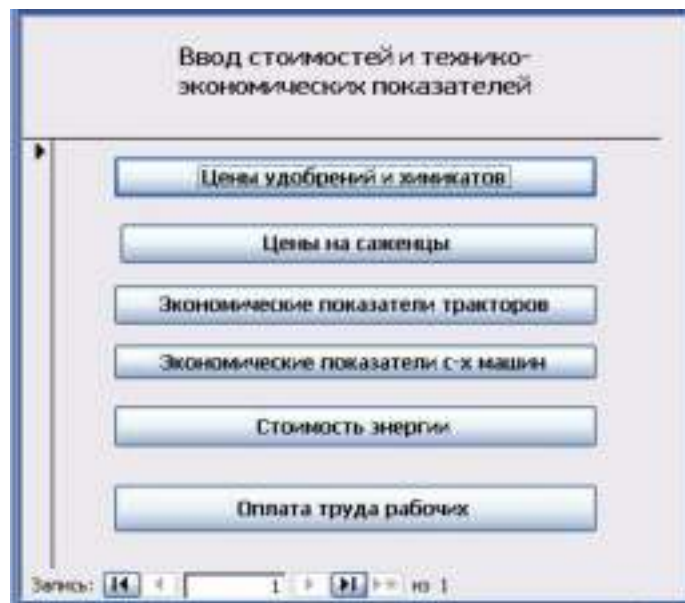 Ввод стоимостей и технико-
экономических показателей
Цены удобрений и химикатов
Цены на саженцы
Экономические показатели тракторов
Экономические показатели с-х машин
Стоимость энергии
Оплата труда рабочих
Запись: 1 из 1